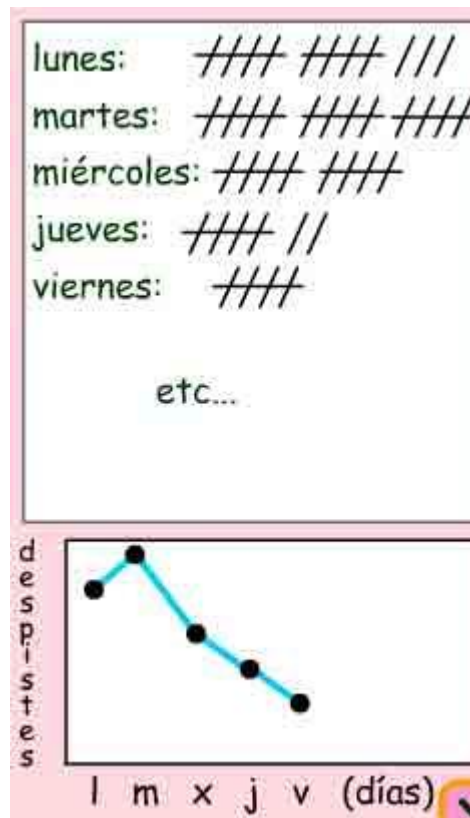 lunes:
martes:
miércoles:
jueves:
viernes:
etc...
despistes
l m x j v (días)